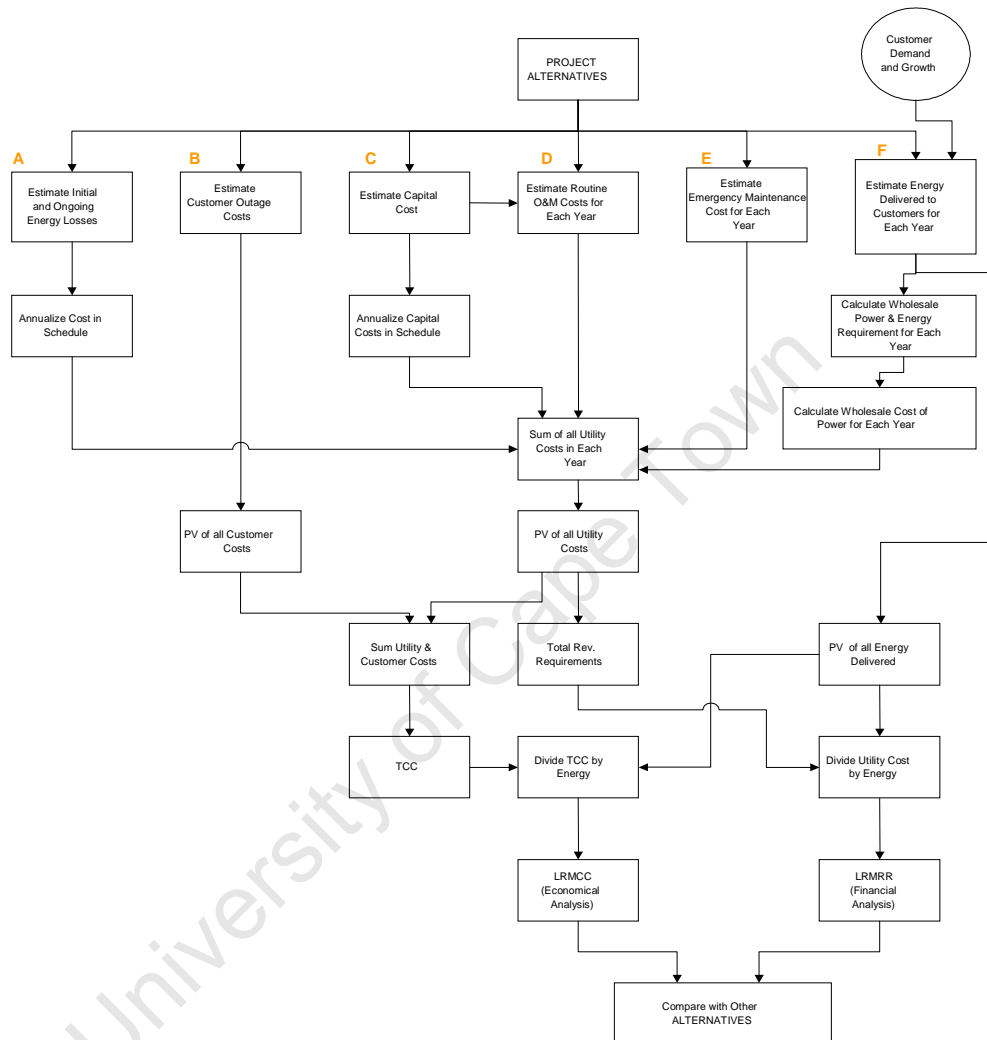 Customer
Demand
and Growth
PROJECT
ALTERNATIVES
A
B
C
D
E
F
Estimate Initial
and Ongoing
Energy Losses
Estimate
Customer Outage
Costs
Estimate Capital
Cost
Estimate Routine
O&M Costs for
Each Year
Estimate
Emergency Maintenance
Cost for Each
Year
Estimate Energy
Delivered to
Customers for
Each Year
Annualize Cost in
Schedule
Annualize Capital
Costs in Schedule
Calculate Wholesale
Power & Energy
Requirement for Each
Year
Calculate Wholesale Cost of
Power for Each Year
Sum of all Utility
Costs in Each
Year
PV of all Customer
Costs
PV of all Utility
Costs
Sum Utility &
Customer Costs
Total Rev.
Requirements
PV of all Energy
Delivered
TCC
Divide TCC by
Energy
Divide Utility Cost
by Energy
LRMCC
(Economical
Analysis)
LRMRR
(Financial
Analysis)
Compare with Other
ALTERNATIVES
University of Cape Town